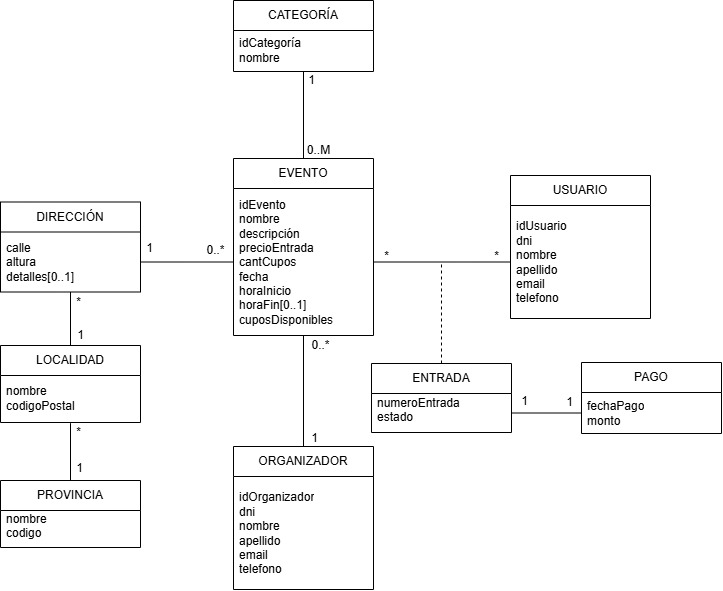 CATEGORÍA
idCategoría
nombre
1
0..M
EVENTO
idEvento
nombre
descripción
precioEntrada
cantCupos
fecha
horaInicio
horaFin[0..1]
cuposDisponibles
USUARIO
idUsuario
dni
nombre
apellido
email
telefono
DIRECCIÓN
calle
altura
detalles[0..1]
1
0..*
*
*
*
1
0..*
1
LOCALIDAD
nombre
codigoPostal
*
1
PROVINCIA
nombre
codigo
ENTRADA
numeroEntrada
estado
1
1
PAGO
fechaPago
monto
ORGANIZADOR
idOrganizador
dni
nombre
apellido
email
telefono